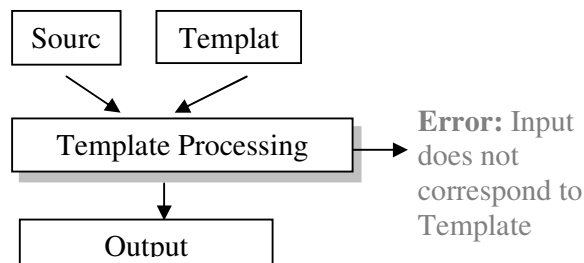 Sourc
Templat
Template Processing
Error: Input
does not
correspond to
Template
Output